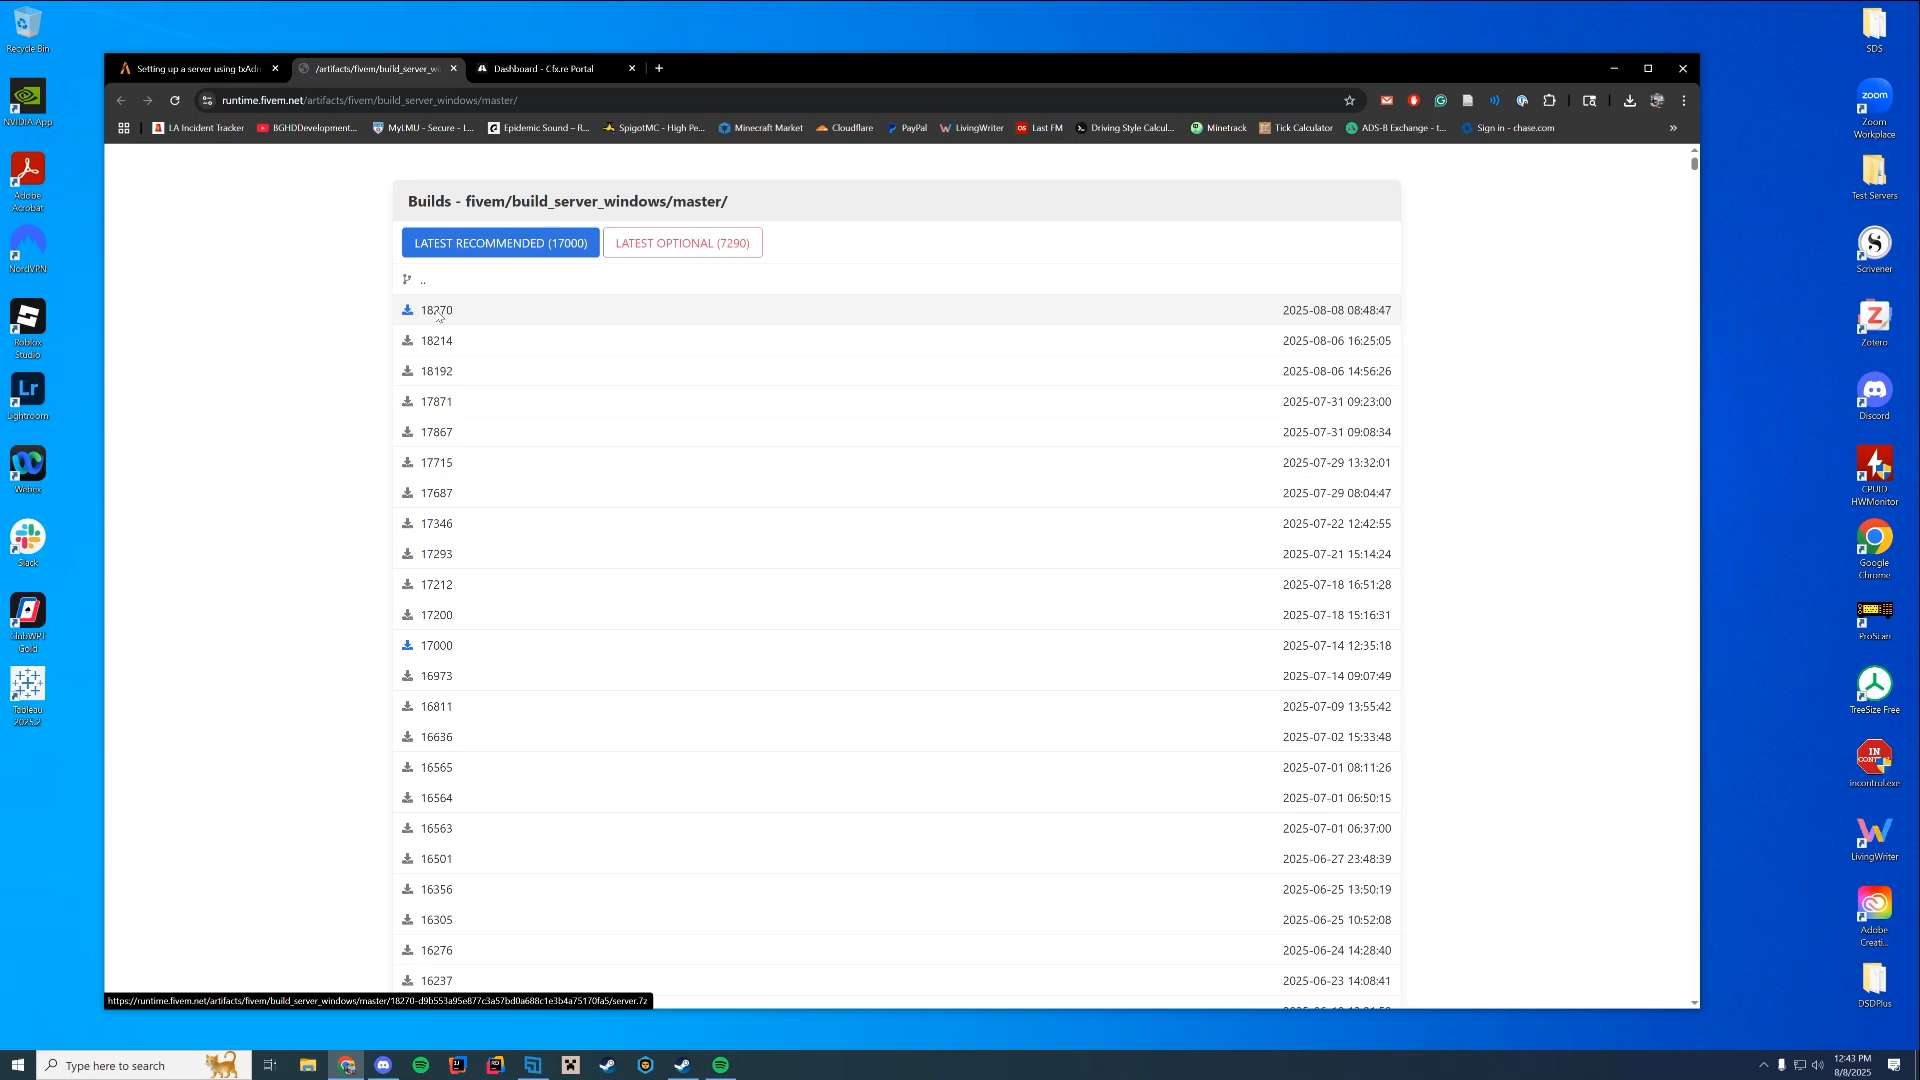 Recycle Bin
NVIDIA App
Adobe
Acrobat
NordVPN
Roblox
Studio
Lr
Lightroom
Webex
Slack
ClubWPT
Gold
Tableau
2025.2
Setting up a server using txAdn
/artifacts/fivem/build_server_wi
Dashboard - Cfx.re Portal
runtime.fivem.net/artifacts/fivem/build_server_windows/master/
LA Incident Tracker
BGHDDevelopment...
MyLMU - Secure - L...
Epidemic Sound – R...
SpigotMC - High Pe...
Minecraft Market
Cloudflare
PayPal
LivingWriter
Last FM
Driving Style Calcul...
Minetrack
Tick Calculator
ADS-B Exchange - t...
Sign in - chase.com
»
Builds - fivem/build_server_windows/master/
LATEST RECOMMENDED (17000) LATEST OPTIONAL (7290)
..
18270 2025-08-08 08:48:47
18214 2025-08-06 16:25:05
18192 2025-08-06 14:56:26
17871 2025-07-31 09:23:00
17867 2025-07-31 09:08:34
17715 2025-07-29 13:32:01
17687 2025-07-29 08:04:47
17346 2025-07-22 12:42:55
17293 2025-07-21 15:14:24
17212 2025-07-18 16:51:28
17200 2025-07-18 15:16:31
17000 2025-07-14 12:35:18
16973 2025-07-14 09:07:49
16811 2025-07-09 13:55:42
16636 2025-07-02 15:33:48
16565 2025-07-01 08:11:26
16564 2025-07-01 06:50:15
16563 2025-07-01 06:37:00
16501 2025-06-27 23:48:39
16356 2025-06-25 13:50:19
16305 2025-06-25 10:52:08
16276 2025-06-24 14:28:40
16237 2025-06-23 14:08:41
https://runtime.fivem.net/artifacts/fivem/build_server_windows/master/18270-d9b553a95e877c3a57bd0a688c1e3b4a75170fa5/server.7z
SDS
zoom
Zoom
Workplace
Test Servers
Scrivener
Zotero
Discord
CPUID
HWMonitor
Google
Chrome
ProScan
TreeSize Free
IN
CONT
incontrol.exe
LivingWriter
Adobe
Creati...
DSDPlus
Type here to search
12:43 PM
8/8/2025